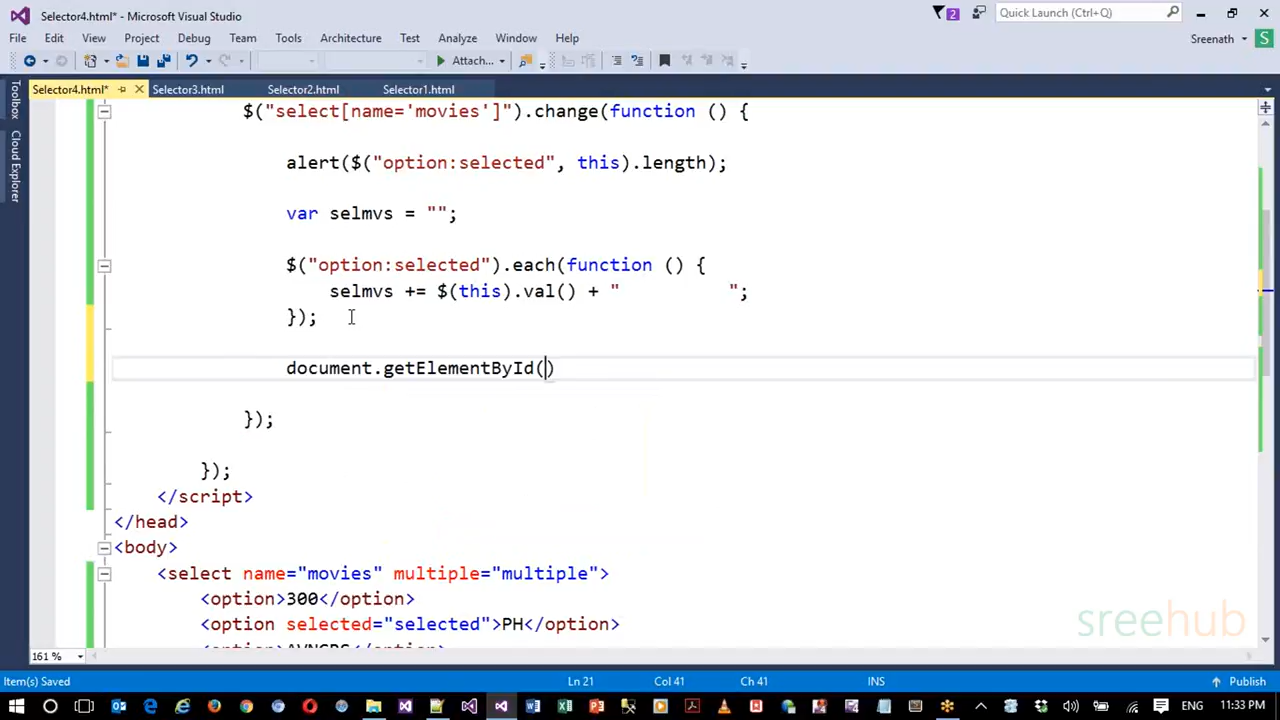 Selector4.html* - Microsoft Visual Studio
2
Quick Launch (Ctrl+Q)
File Edit View Project Debug Team Tools Architecture Test Analyze Window Help
Sreenath
S
Attach...
Selector4.html* Selector3.html Selector2.html Selector1.html
Toolbox
Cloud Explorer
$("select[name='movies']").change(function () {
alert($("option:selected", this).length);
var selmvs = "";
$("option:selected").each(function () {
selmvs += $(this).val() + "          ";
});
document.getElementById()
});
});
</script>
</head>
<body>
<select name="movies" multiple="multiple">
<option>300</option>
<option selected="selected">PH</option>
sreehub
161 %
Item(s) Saved
Ln 21
Col 41
Ch 41
INS
Publish
11:33 PM